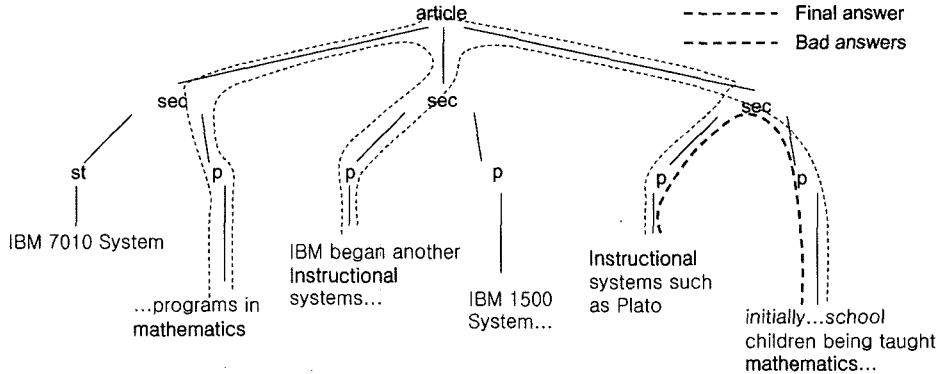 article
Final answer
Bad answers
sec
sec
sec
st
p
p
p
p
p
IBM 7010 System
...programs in
mathematics
IBM began another
Instructional
systems...
IBM 1500
System...
Instructional
systems such
as Plato
initially...school
children being taught
mathematics...